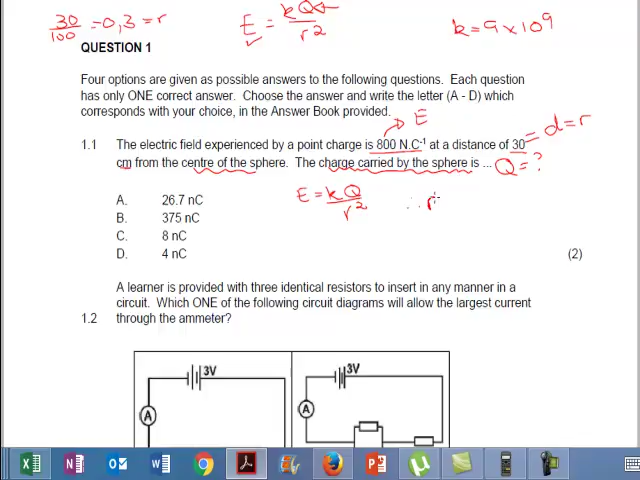 30/100 = 0,3 = r
E = kQ/r²
k = 9 x 10⁹
QUESTION 1
Four options are given as possible answers to the following questions. Each question
has only ONE correct answer. Choose the answer and write the letter (A - D) which
corresponds with your choice, in the Answer Book provided.
E
1.1 The electric field experienced by a point charge is 800 N.C⁻¹ at a distance of 30 = d = r
cm from the centre of the sphere. The charge carried by the sphere is ... Q = ?
A. 26.7 nC
B. 375 nC
C. 8 nC
D. 4 nC
E = kQ/r² ∴ r
(2)
A learner is provided with three identical resistors to insert in any manner in a
circuit. Which ONE of the following circuit diagrams will allow the largest current
1.2 through the ammeter?
3V
A
3V
A